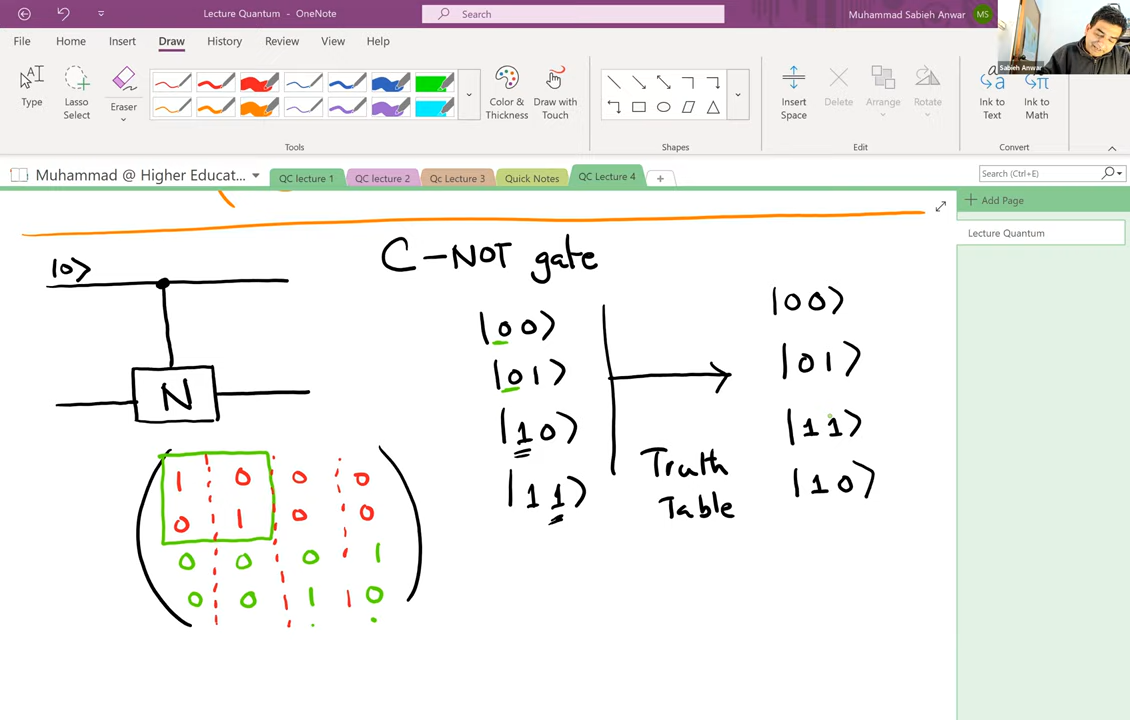 Lecture Quantum - OneNote
Search
Muhammad Sabieh Anwar
MS
Sabieh Anwar
File Home Insert Draw History Review View Help
Type
Lasso Select
Eraser
Color & Thickness
Draw with Touch
Insert Space
Delete
Arrange
Rotate
Ink to Text
Ink to Math
Tools
Shapes
Edit
Convert
Muhammad @ Higher Educat...
QC lecture 1
QC lecture 2
Qc Lecture 3
Quick Notes
QC Lecture 4
Search (Ctrl+E)
Add Page
Lecture Quantum
C-NOT gate
|0⟩
N
|00⟩
|01⟩
|10⟩
|11⟩
Truth
Table
|00⟩
|01⟩
|11⟩
|10⟩
1 0 0 0
0 1 0 0
0 0 0 1
0 0 1 0